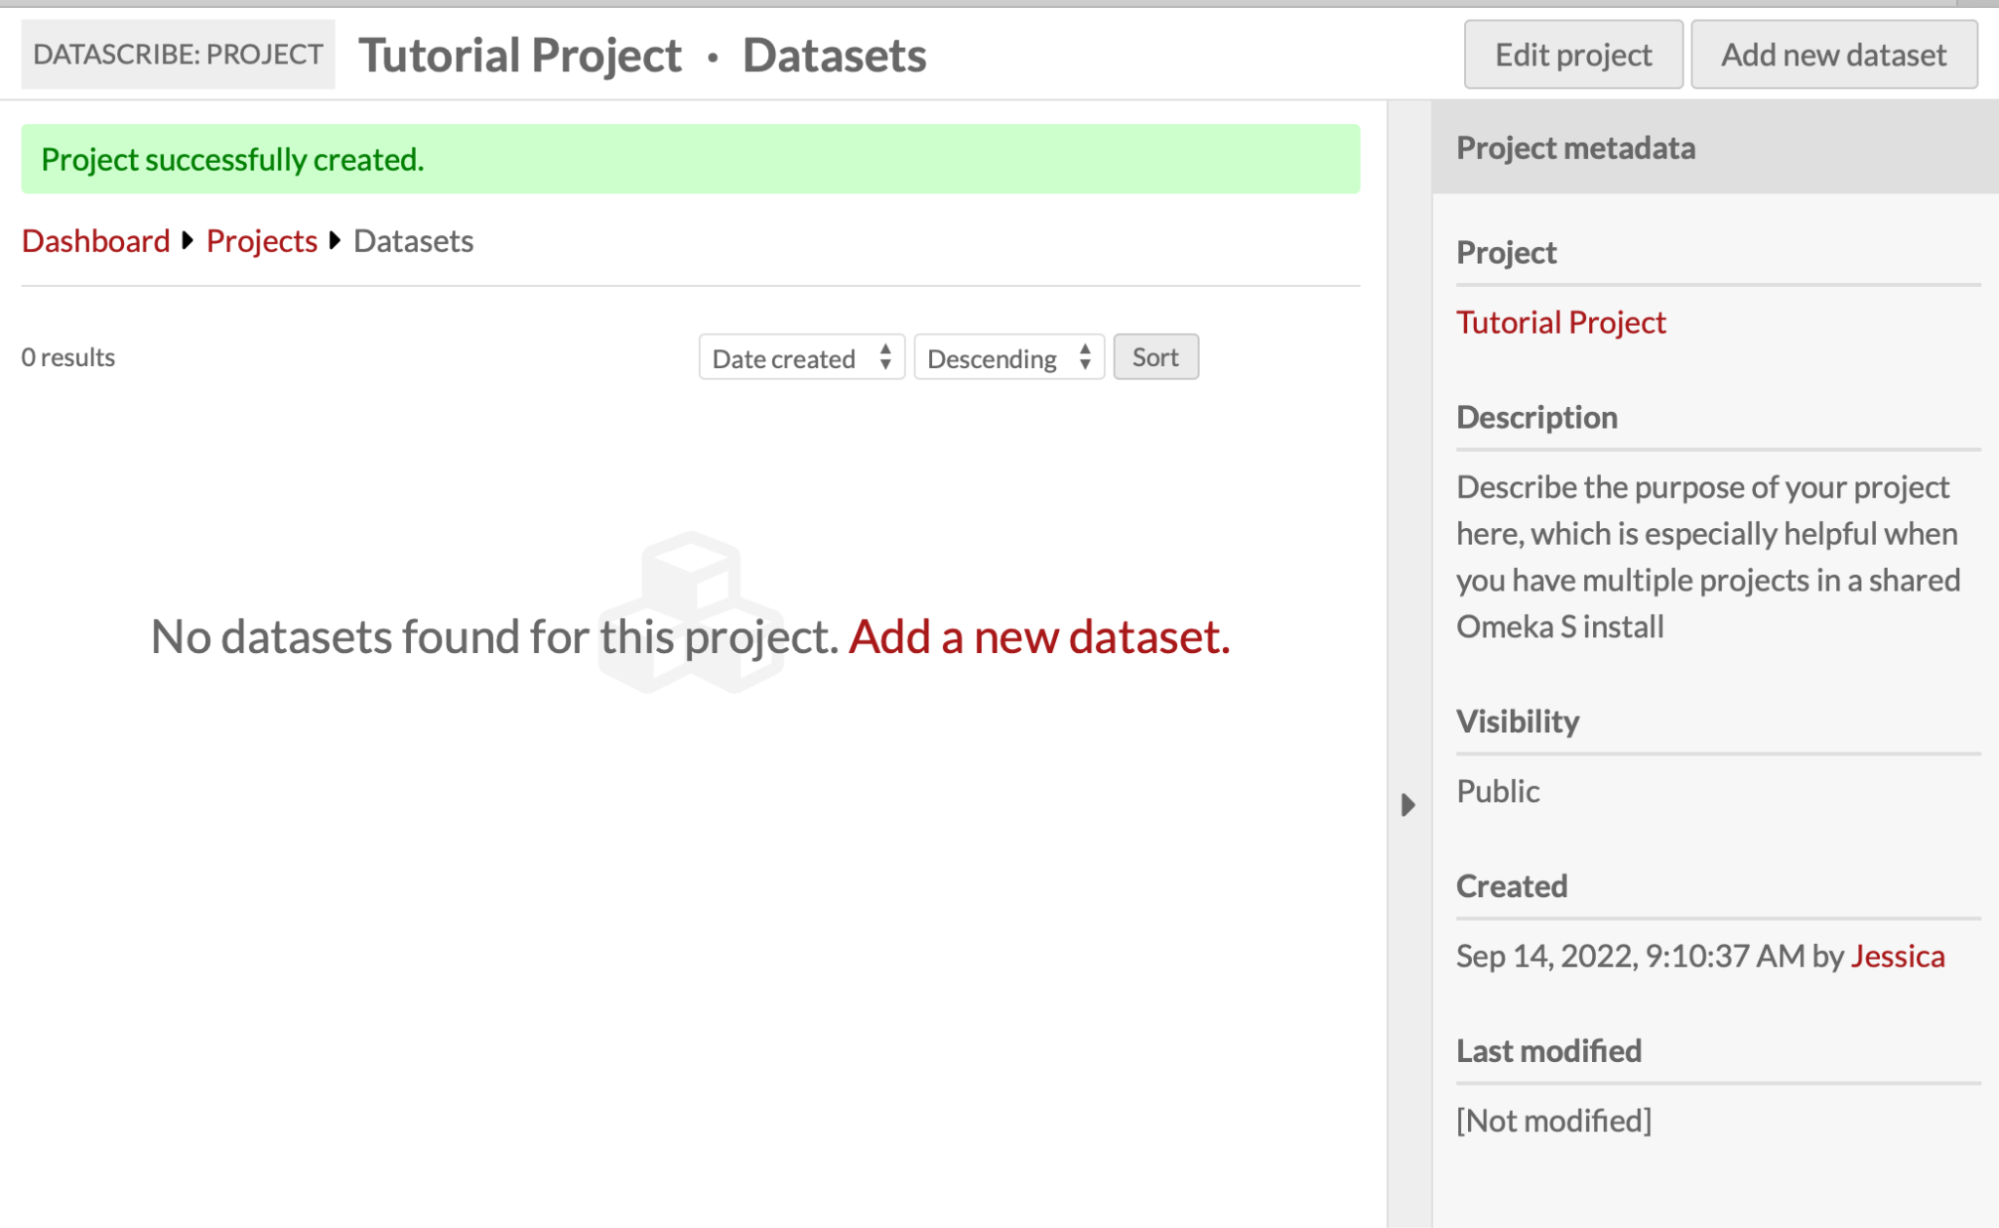 DATASCRIBE: PROJECT Tutorial Project · Datasets Edit project Add new dataset
Project successfully created.
Dashboard Projects Datasets
0 results Date created Descending Sort
No datasets found for this project. Add a new dataset.
Project metadata
Project
Tutorial Project
Description
Describe the purpose of your project
here, which is especially helpful when
you have multiple projects in a shared
Omeka S install
Visibility
Public
Created
Sep 14, 2022, 9:10:37 AM by Jessica
Last modified
[Not modified]